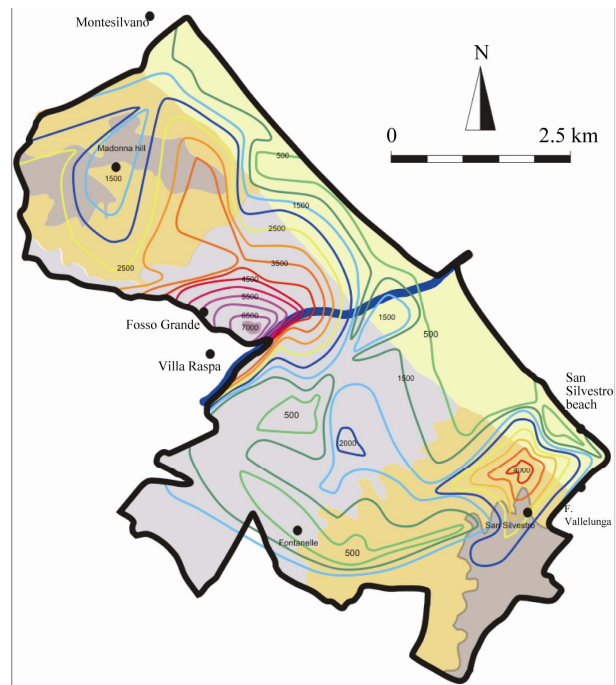 Montesilvano
N
0
2.5 km
Madonna hill
1500
500
1500
2500
3500
2500
4500
5500
6500
7000
Fosso Grande
1500
500
Villa Raspa
1500
San
Silvestro
beach
500
2000
4000
F.
Vallelunga
San Silvestro
Fontanelle
500